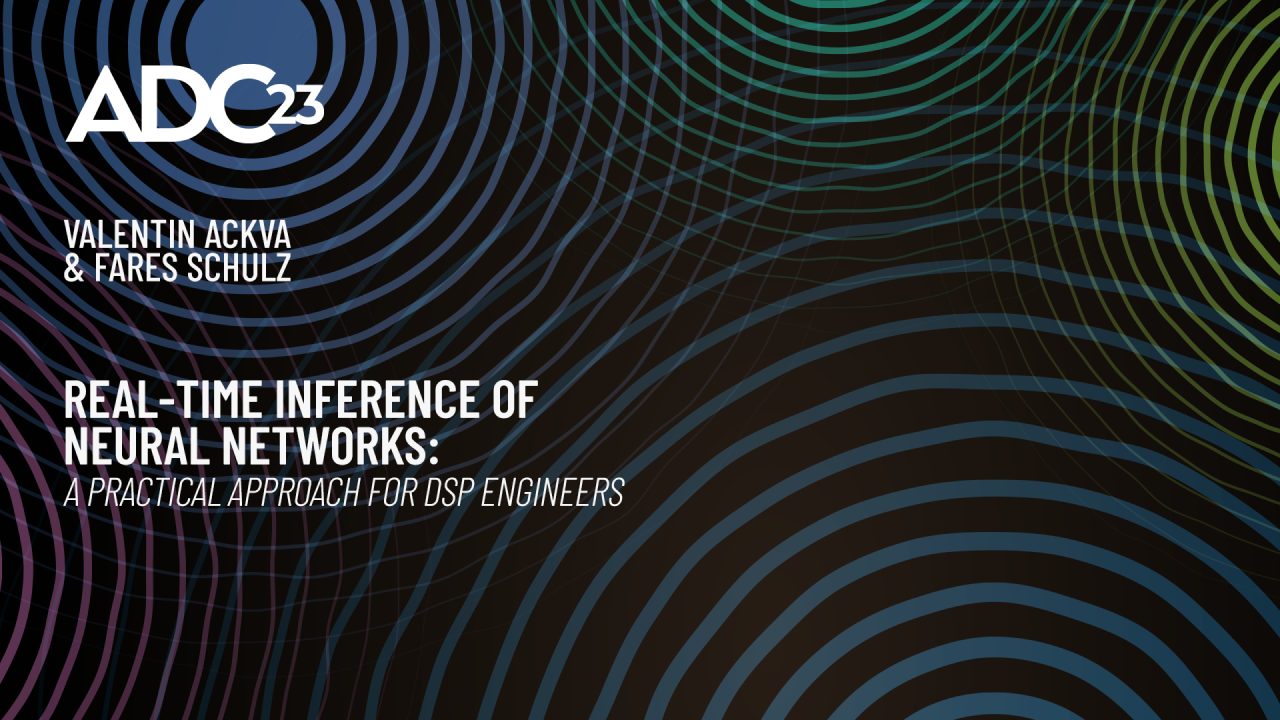 ADC23
VALENTIN ACKVA
& FARES SCHULZ
REAL-TIME INFERENCE OF
NEURAL NETWORKS:
A PRACTICAL APPROACH FOR DSP ENGINEERS